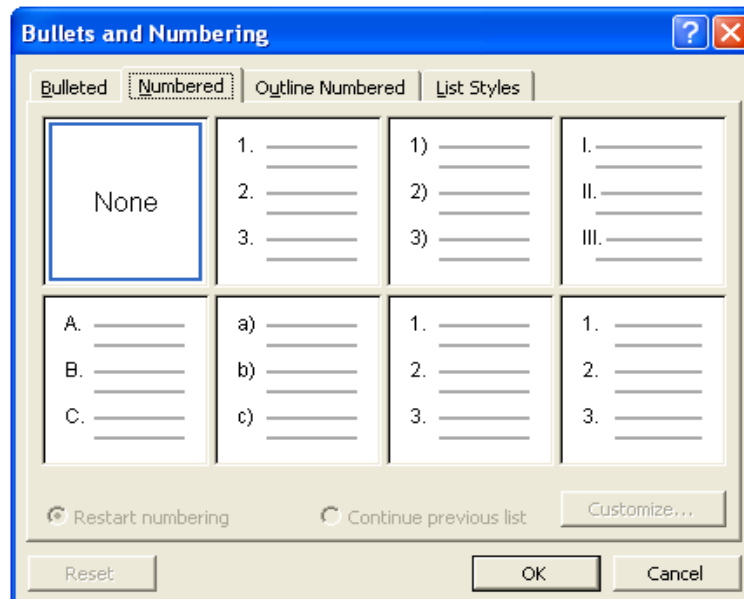 Bullets and Numbering
Bulleted Numbered Outline Numbered List Styles
None
1.
2.
3.
1)
2)
3)
I.
II.
III.
A.
B.
C.
a)
b)
c)
1.
2.
3.
1.
2.
3.
Restart numbering Continue previous list Customize...
Reset OK Cancel